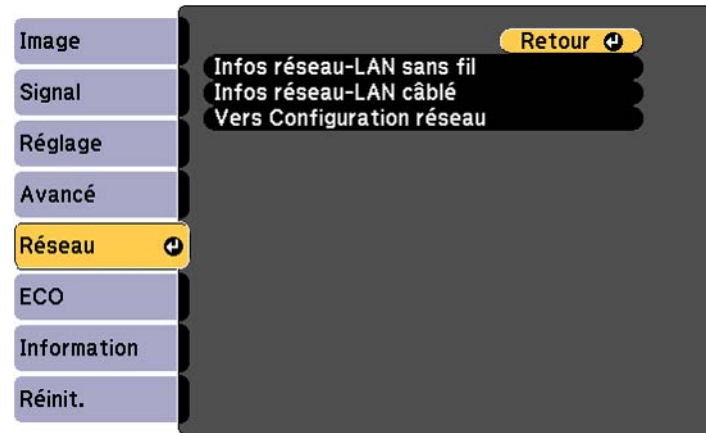 Image
Signal
Réglage
Avancé
Réseau
ECO
Information
Réinit.
Retour
Infos réseau-LAN sans fil
Infos réseau-LAN câblé
Vers Configuration réseau